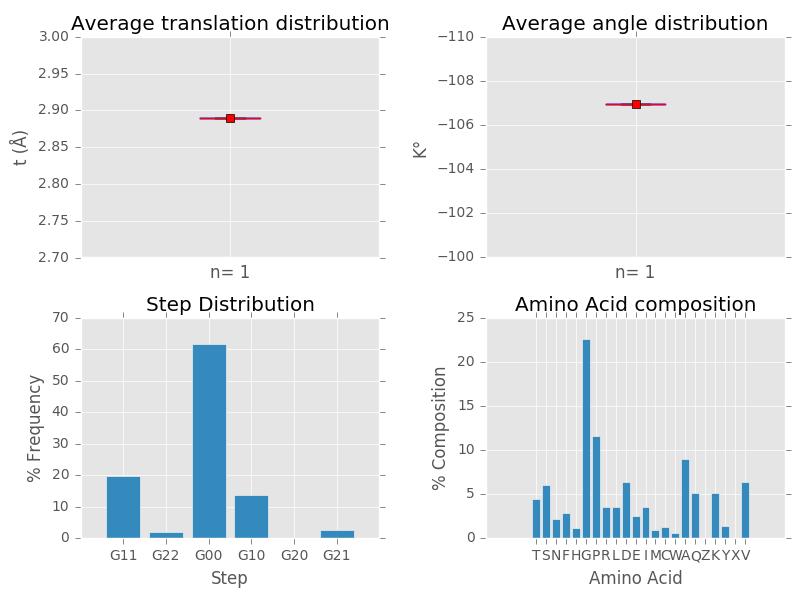 Average translation distribution
3.00
2.95
2.90
2.85
2.80
2.75
2.70
t (Å)
n= 1
Average angle distribution
−110
−108
−106
−104
−102
−100
K°
n= 1
Step Distribution
70
60
50
40
30
20
10
0
% Frequency
G11 G22 G00 G10 G20 G21
Step
Amino Acid composition
25
20
15
10
5
0
% Composition
T S N F H G P R L D E I M C W A Q Z K Y X V
Amino Acid